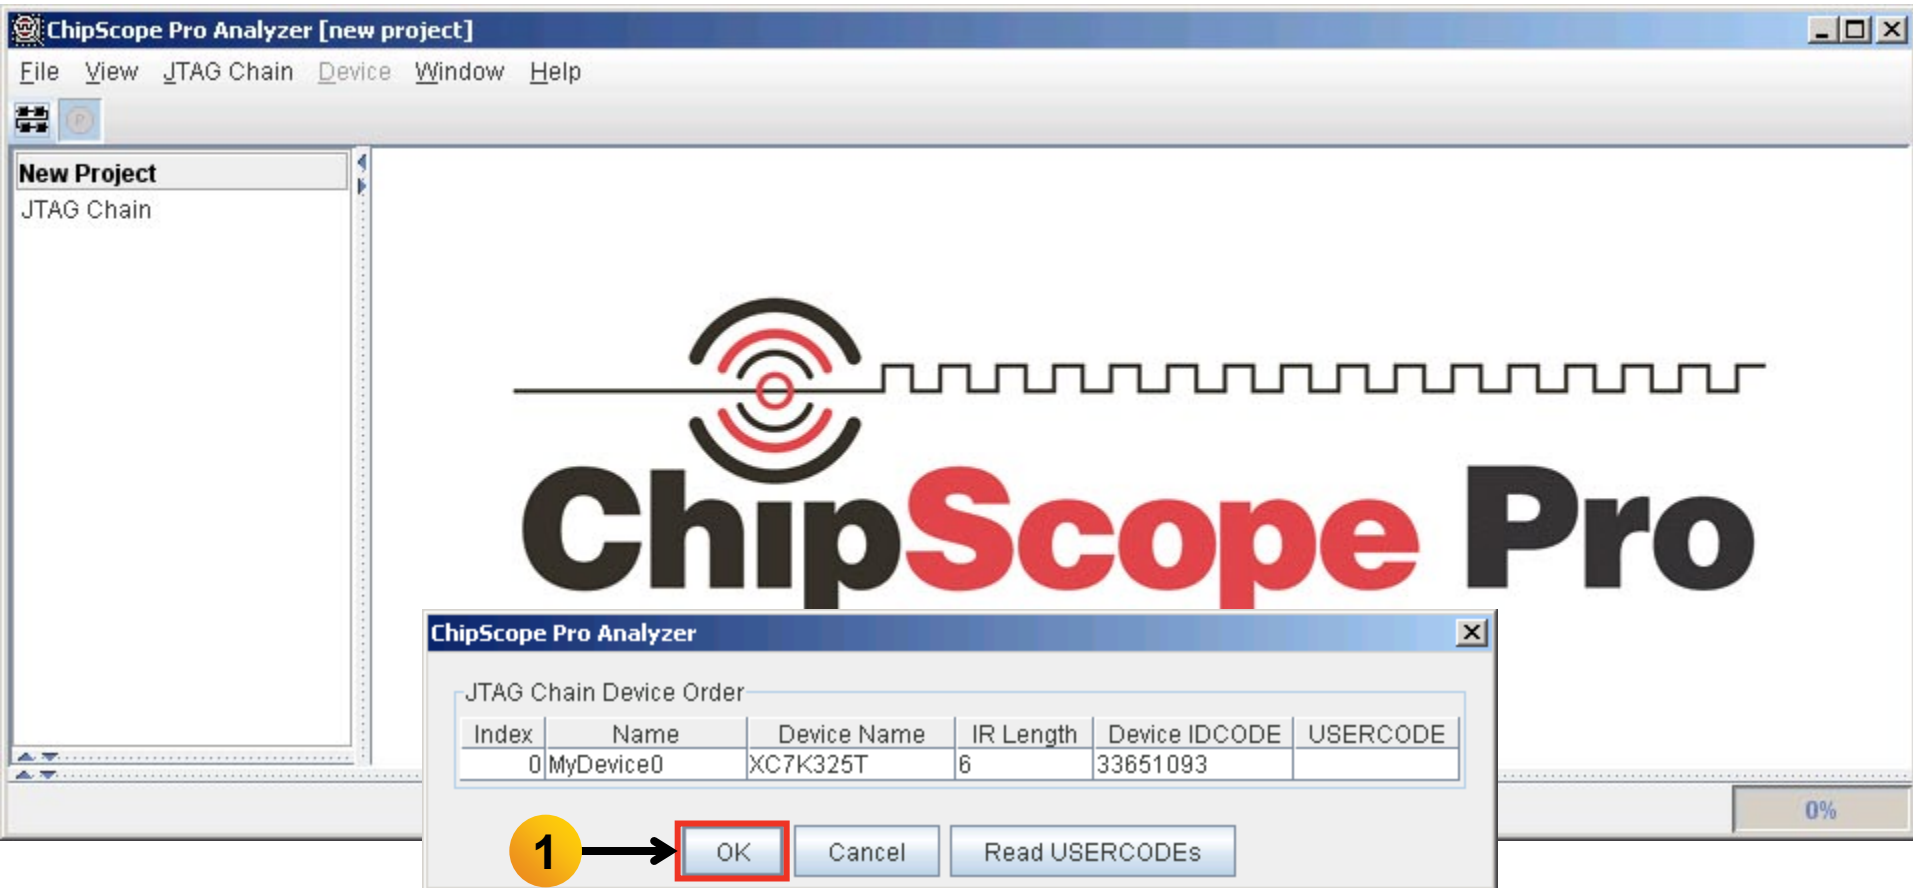 ChipScope Pro Analyzer [new project]
File View JTAG Chain Device Window Help
P
New Project
JTAG Chain
ChipScope Pro
ChipScope Pro Analyzer
JTAG Chain Device Order
Index Name Device Name IR Length Device IDCODE USERCODE
0 MyDevice0 XC7K325T 6 33651093
0%
1 OK Cancel Read USERCODEs